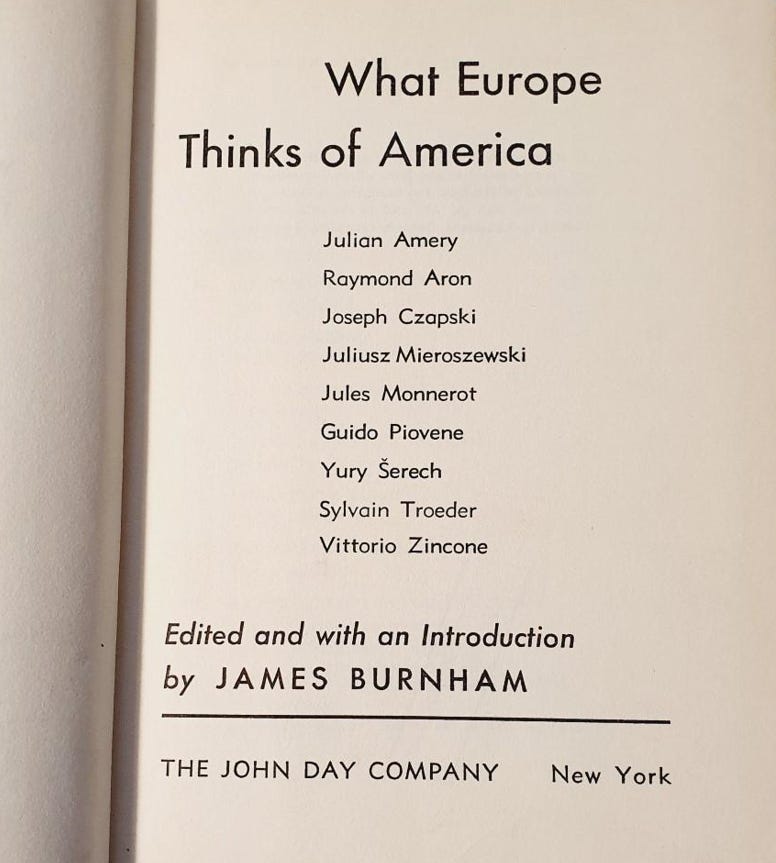 What Europe
Thinks of America
Julian Amery
Raymond Aron
Joseph Czapski
Juliusz Mieroszewski
Jules Monnerot
Guido Piovene
Yury Šerech
Sylvain Troeder
Vittorio Zincone
Edited and with an Introduction
by JAMES BURNHAM
THE JOHN DAY COMPANY New York